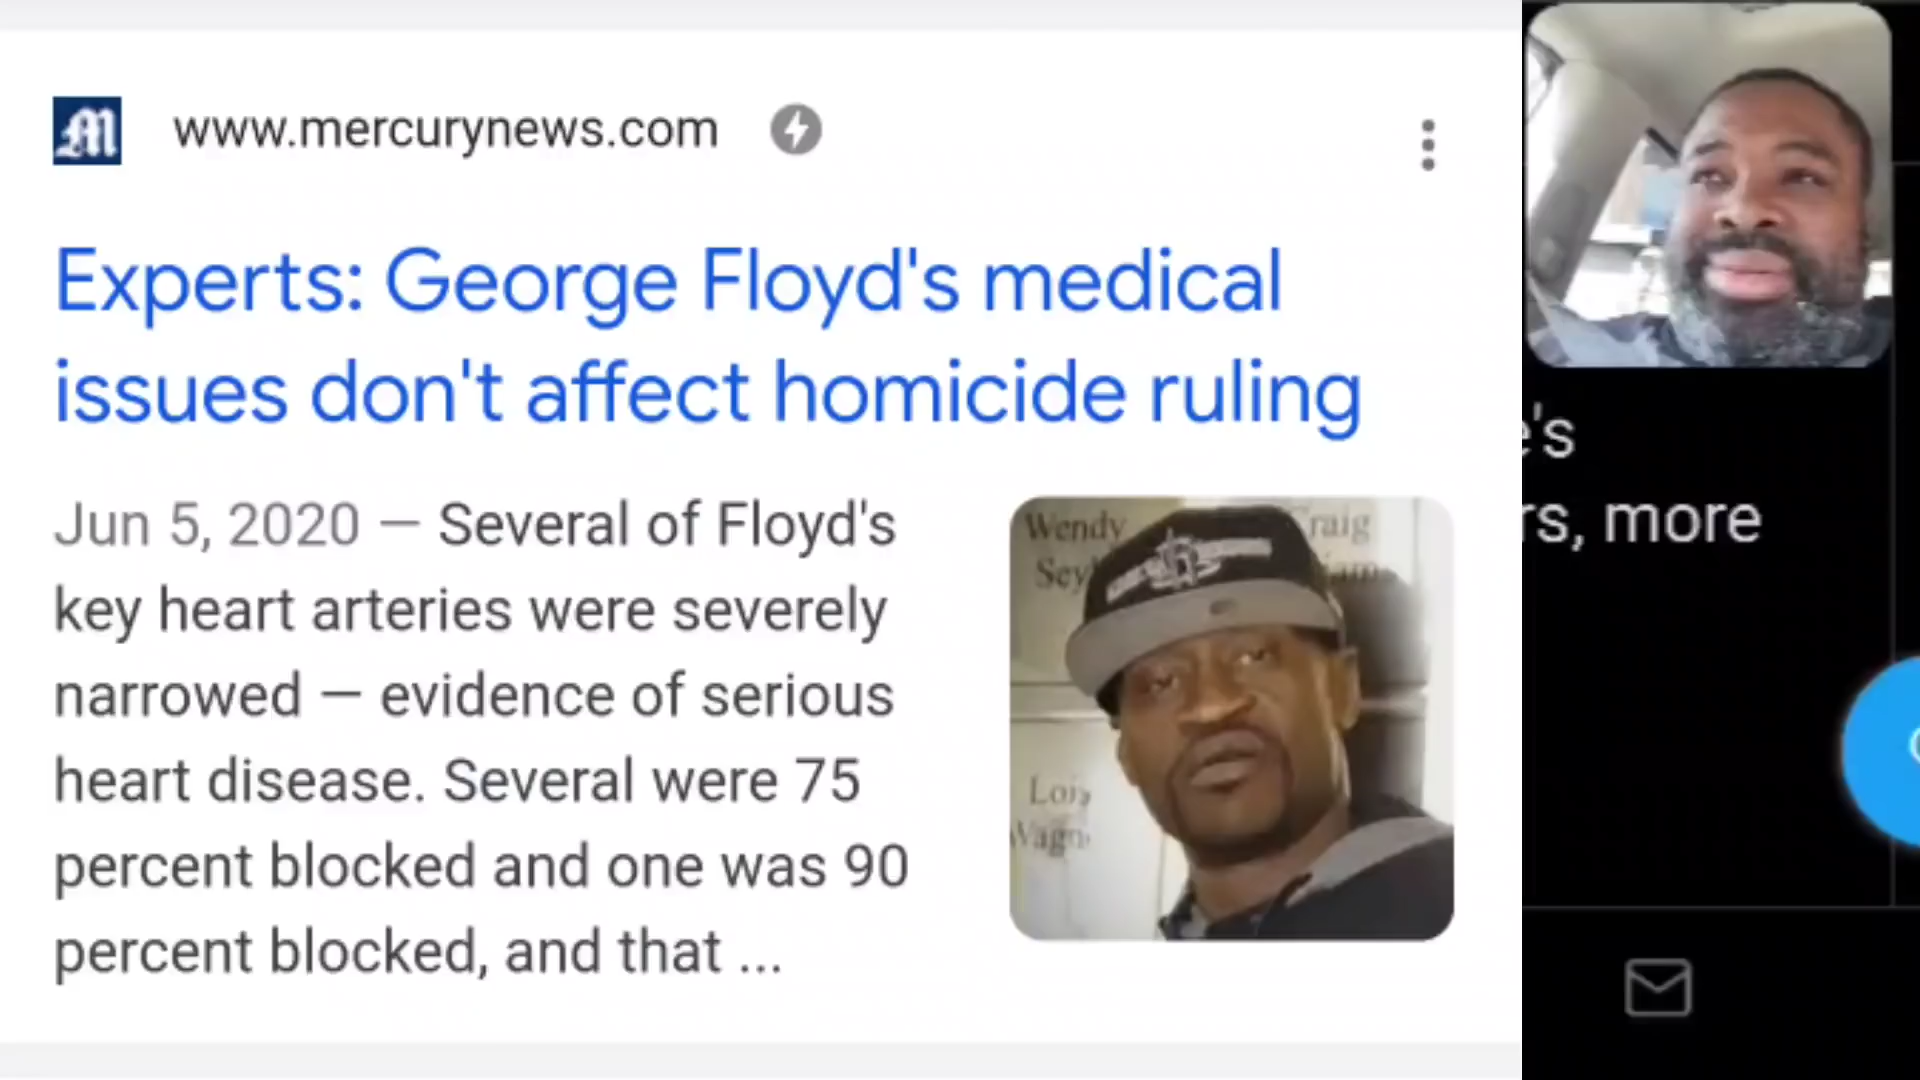 M
www.mercurynews.com
Experts: George Floyd's medical
issues don't affect homicide ruling
Jun 5, 2020 — Several of Floyd's
key heart arteries were severely
narrowed — evidence of serious
heart disease. Several were 75
percent blocked and one was 90
percent blocked, and that ...
Wendy
Lois
's
rs, more